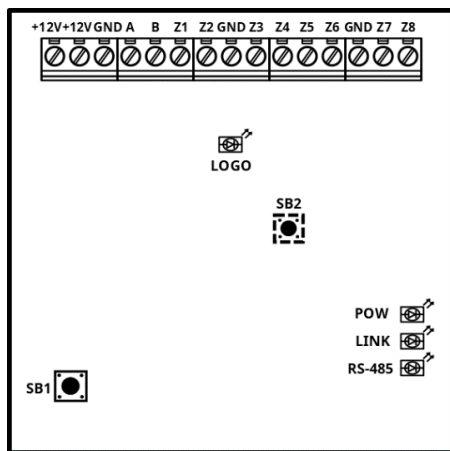 +12V +12V GND A B Z1 Z2 GND Z3 Z4 Z5 Z6 GND Z7 Z8
LOGO
SB2
POW
LINK
RS-485
SB1